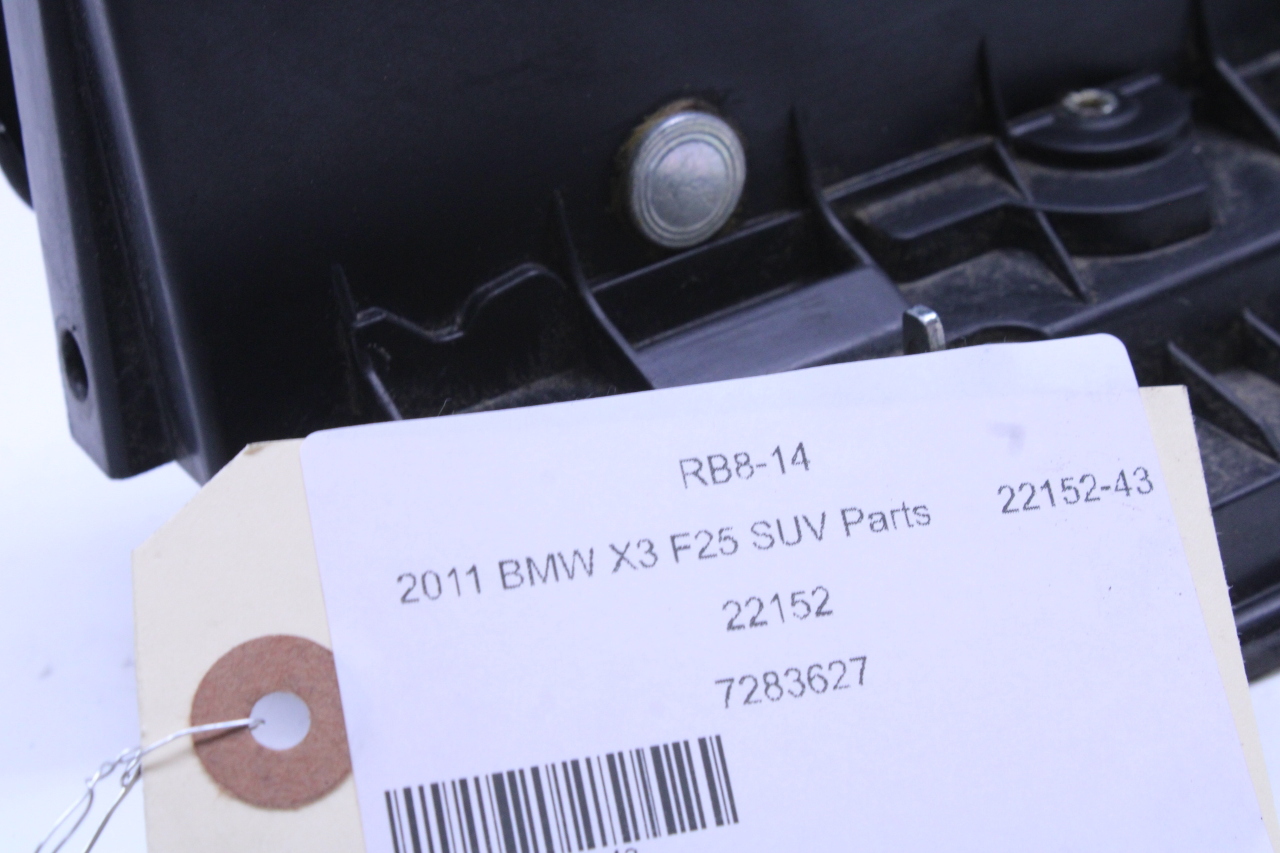 RB8-14
2011 BMW X3 F25 SUV Parts 22152-43
22152
7283627